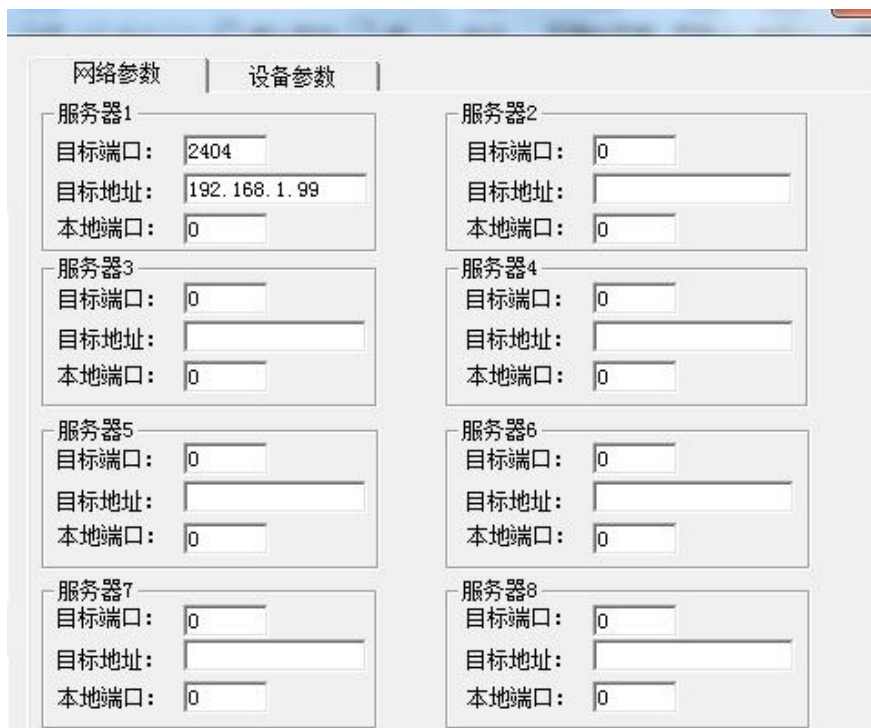 网络参数 设备参数
服务器1
目标端口： 2404
目标地址： 192.168.1.99
本地端口： 0
服务器2
目标端口： 0
目标地址：
本地端口： 0
服务器3
目标端口： 0
目标地址：
本地端口： 0
服务器4
目标端口： 0
目标地址：
本地端口： 0
服务器5
目标端口： 0
目标地址：
本地端口： 0
服务器6
目标端口： 0
目标地址：
本地端口： 0
服务器7
目标端口： 0
目标地址：
本地端口： 0
服务器8
目标端口： 0
目标地址：
本地端口： 0